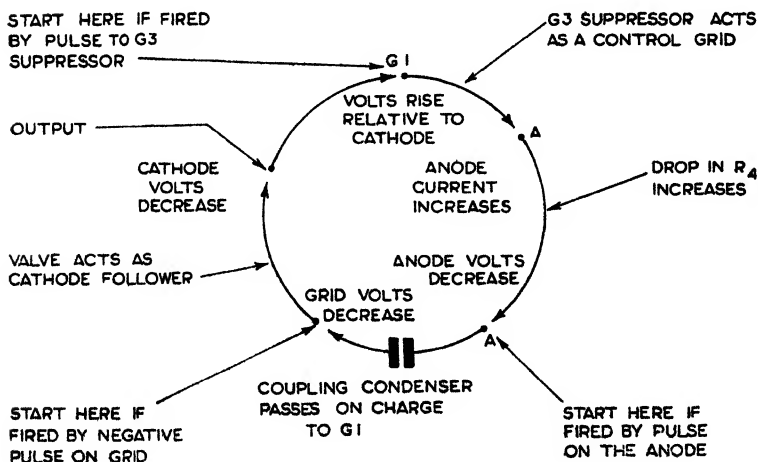 START HERE IF FIRED
BY PULSE TO G3
SUPPRESSOR
G1
G3 SUPPRESSOR ACTS
AS A CONTROL GRID
VOLTS RISE
RELATIVE TO
CATHODE
A
OUTPUT
CATHODE
VOLTS
DECREASE
ANODE
CURRENT
INCREASES
DROP IN R4
INCREASES
VALVE ACTS AS
CATHODE FOLLOWER
ANODE VOLTS
DECREASE
GRID VOLTS
DECREASE
A
COUPLING CONDENSER
PASSES ON CHARGE
TO G1
START HERE IF
FIRED BY NEGATIVE
PULSE ON GRID
START HERE IF
FIRED BY PULSE
ON THE ANODE